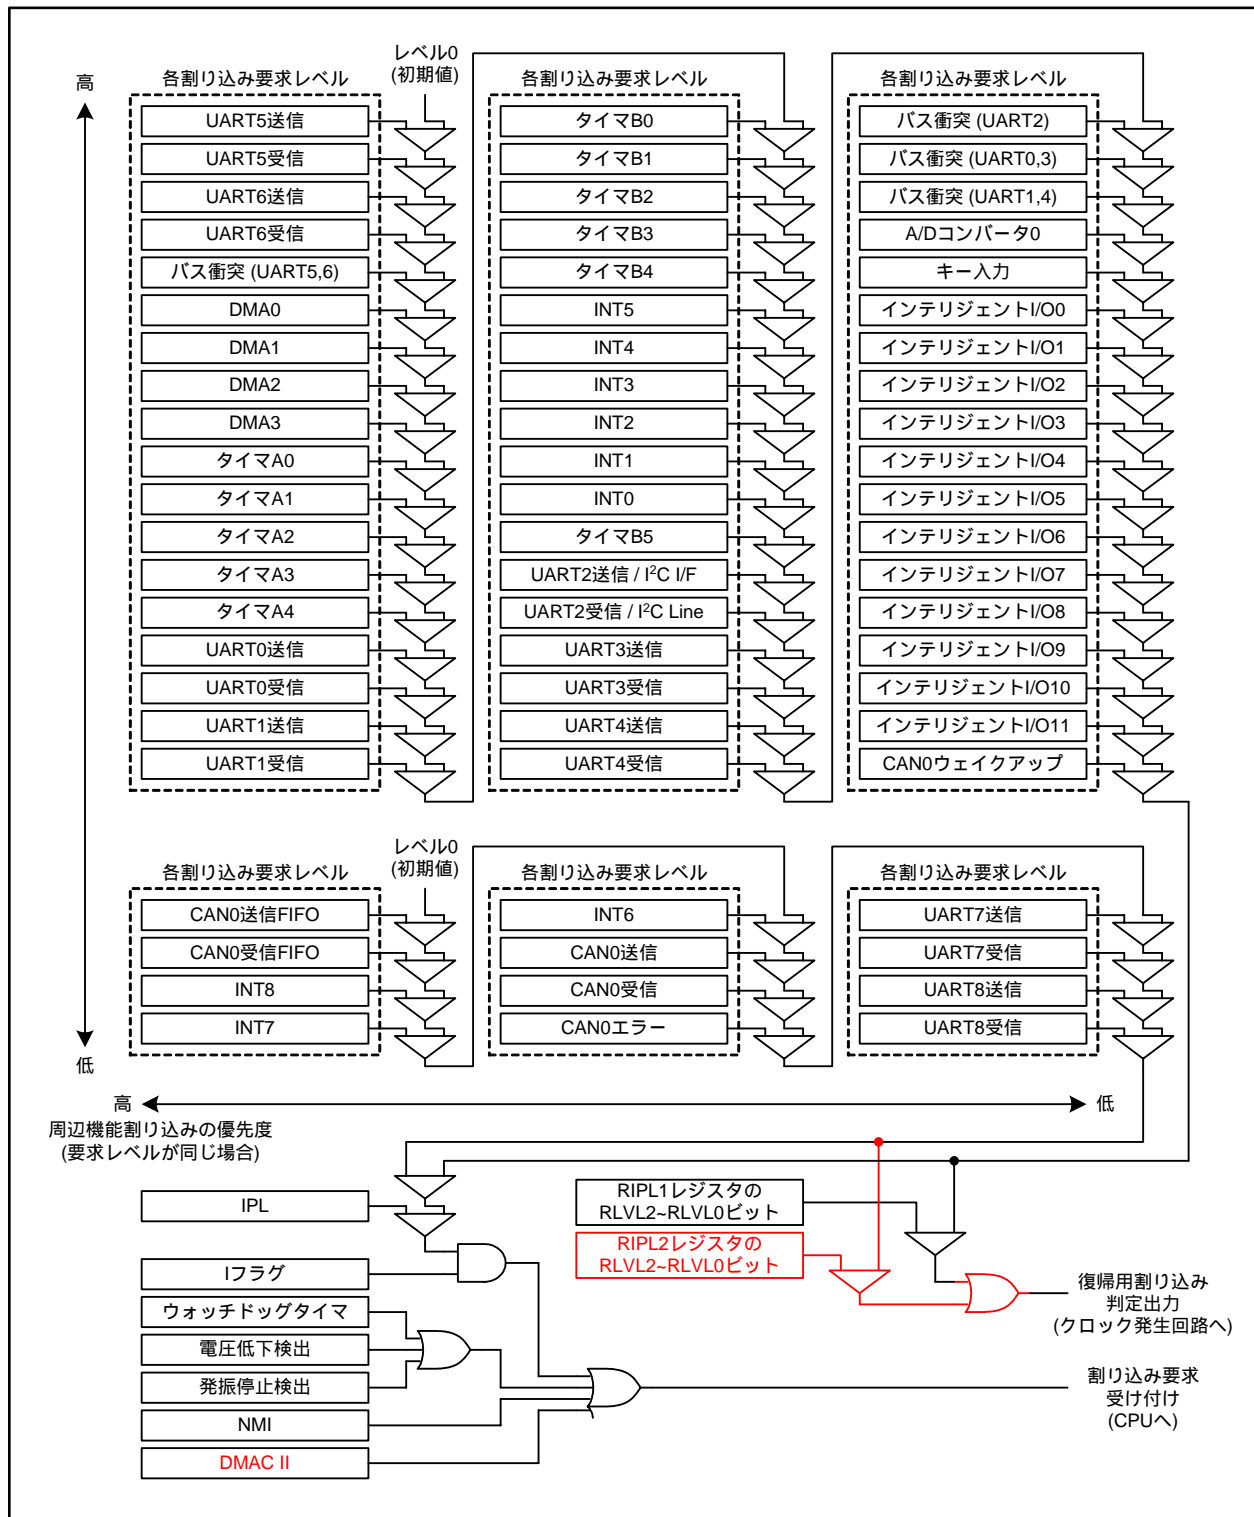 レベル0
(初期値)
高
各割り込み要求レベル
UART5送信
UART5受信
UART6送信
UART6受信
バス衝突 (UART5,6)
DMA0
DMA1
DMA2
DMA3
タイマA0
タイマA1
タイマA2
タイマA3
タイマA4
UART0送信
UART0受信
UART1送信
UART1受信
各割り込み要求レベル
タイマB0
タイマB1
タイマB2
タイマB3
タイマB4
INT5
INT4
INT3
INT2
INT1
INT0
タイマB5
UART2送信 / I²C I/F
UART2受信 / I²C Line
UART3送信
UART3受信
UART4送信
UART4受信
各割り込み要求レベル
バス衝突 (UART2)
バス衝突 (UART0,3)
バス衝突 (UART1,4)
A/Dコンバータ0
キー入力
インテリジェントI/O0
インテリジェントI/O1
インテリジェントI/O2
インテリジェントI/O3
インテリジェントI/O4
インテリジェントI/O5
インテリジェントI/O6
インテリジェントI/O7
インテリジェントI/O8
インテリジェントI/O9
インテリジェントI/O10
インテリジェントI/O11
CAN0ウェイクアップ
レベル0
(初期値)
各割り込み要求レベル
CAN0送信FIFO
CAN0受信FIFO
INT8
INT7
各割り込み要求レベル
INT6
CAN0送信
CAN0受信
CAN0エラー
各割り込み要求レベル
UART7送信
UART7受信
UART8送信
UART8受信
低
高
低
周辺機能割り込みの優先度
(要求レベルが同じ場合)
IPL
Iフラグ
ウォッチドッグタイマ
電圧低下検出
発振停止検出
NMI
DMAC II
RIPL1レジスタの
RLVL2~RLVL0ビット
RIPL2レジスタの
RLVL2~RLVL0ビット
復帰用割り込み
判定出力
(クロック発生回路へ)
割り込み要求
受け付け
(CPUへ)